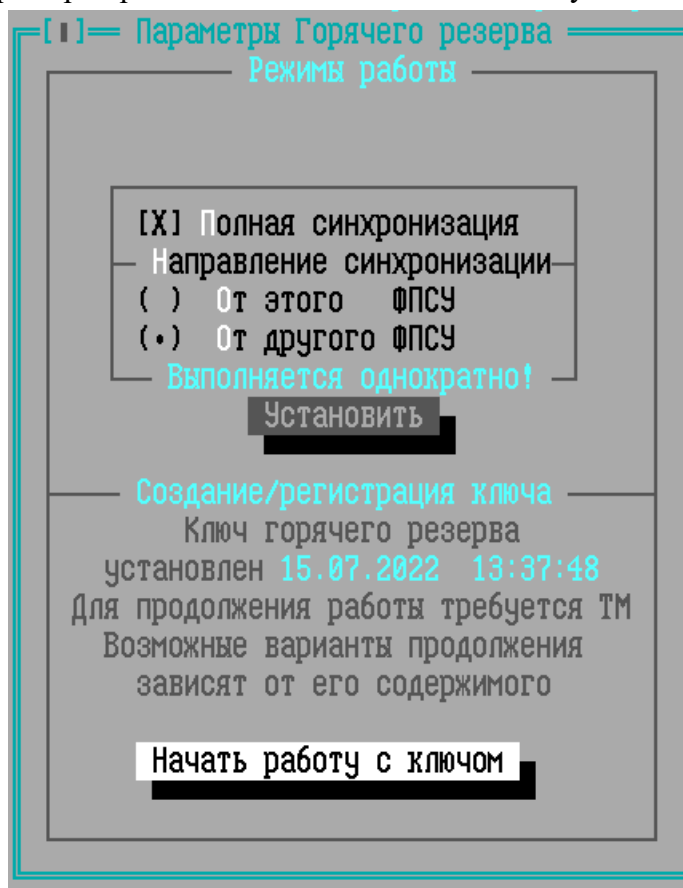 [▮] Параметры Горячего резерва
Режимы работы
[X] Полная синхронизация
Направление синхронизации
( ) От этого ФПСУ
(•) От другого ФПСУ
Выполняется однократно!
Установить
Создание/регистрация ключа
Ключ горячего резерва
установлен 15.07.2022 13:37:48
Для продолжения работы требуется ТМ
Возможные варианты продолжения
зависят от его содержимого
Начать работу с ключом